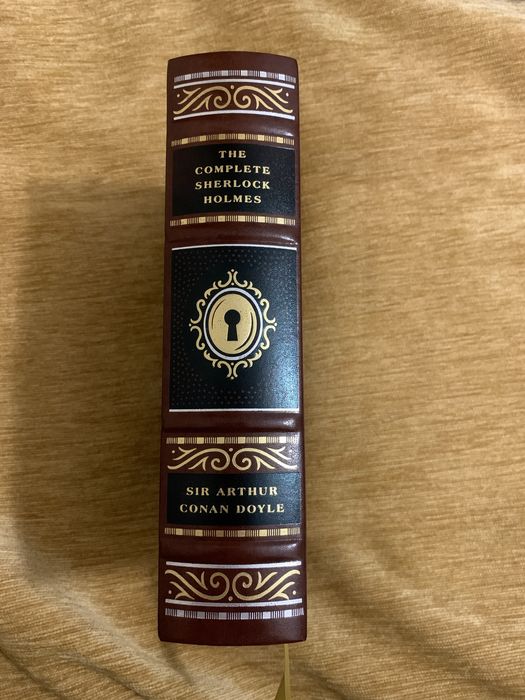 THE
COMPLETE
SHERLOCK
HOLMES
SIR ARTHUR
CONAN DOYLE